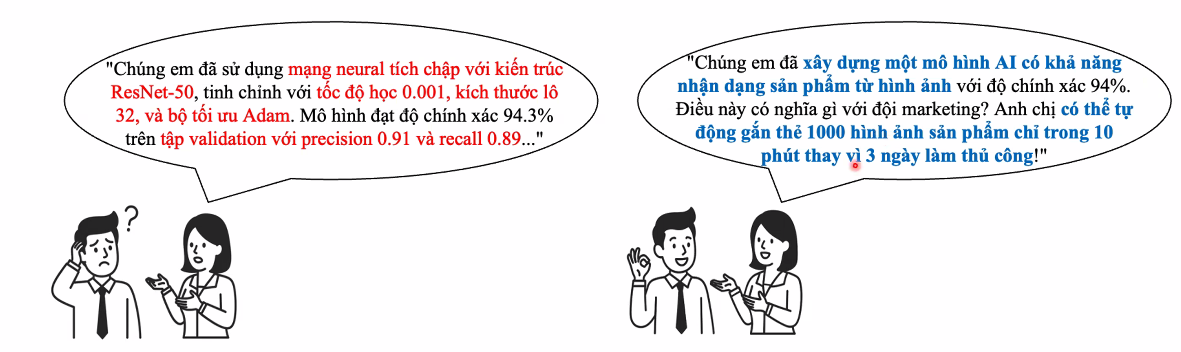 "Chúng em đã sử dụng mạng neural tích chập với kiến trúc
ResNet-50, tinh chỉnh với tốc độ học 0.001, kích thước lô
32, và bộ tối ưu Adam. Mô hình đạt độ chính xác 94.3%
trên tập validation với precision 0.91 và recall 0.89..."
?
"Chúng em đã xây dựng một mô hình AI có khả năng
nhận dạng sản phẩm từ hình ảnh với độ chính xác 94%.
Điều này có nghĩa gì với đội marketing? Anh chị có thể tự
động gắn thẻ 1000 hình ảnh sản phẩm chỉ trong 10
phút thay vì 3 ngày làm thủ công!"